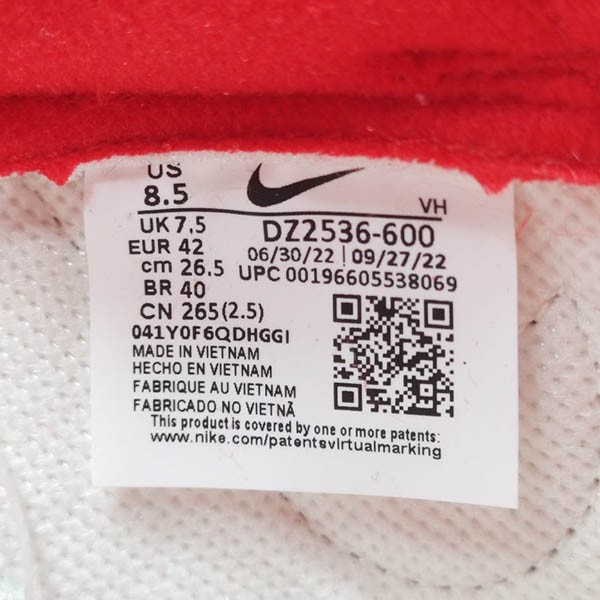 US
8.5
VH
UK 7,5
DZ2536-600
EUR 42
06/30/22 | 09/27/22
cm 26.5
UPC 00196605538069
BR 40
CN 265(2.5)
041Y0F6QDHGGI
MADE IN VIETNAM
HECHO EN VIETNAM
FABRIQUE AU VIETNAM
FABRICADO NO VIETNÃ
This product is covered by one or more patents:
www.nike.com/patentsvirtualmarking